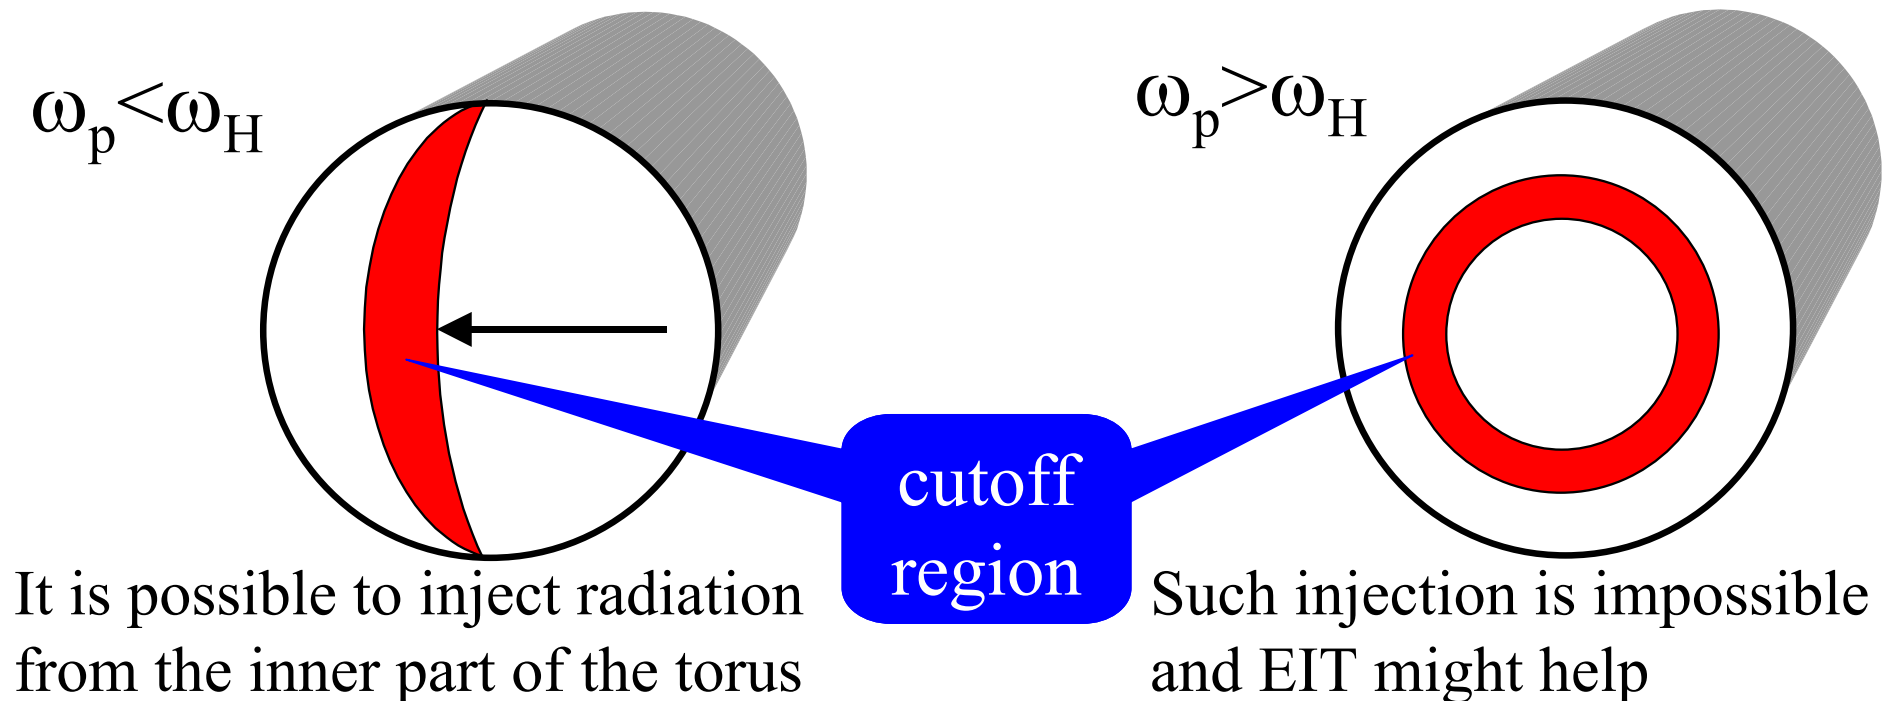 ωp<ωH
ωp>ωH
cutoff
region
It is possible to inject radiation
from the inner part of the torus
Such injection is impossible
and EIT might help